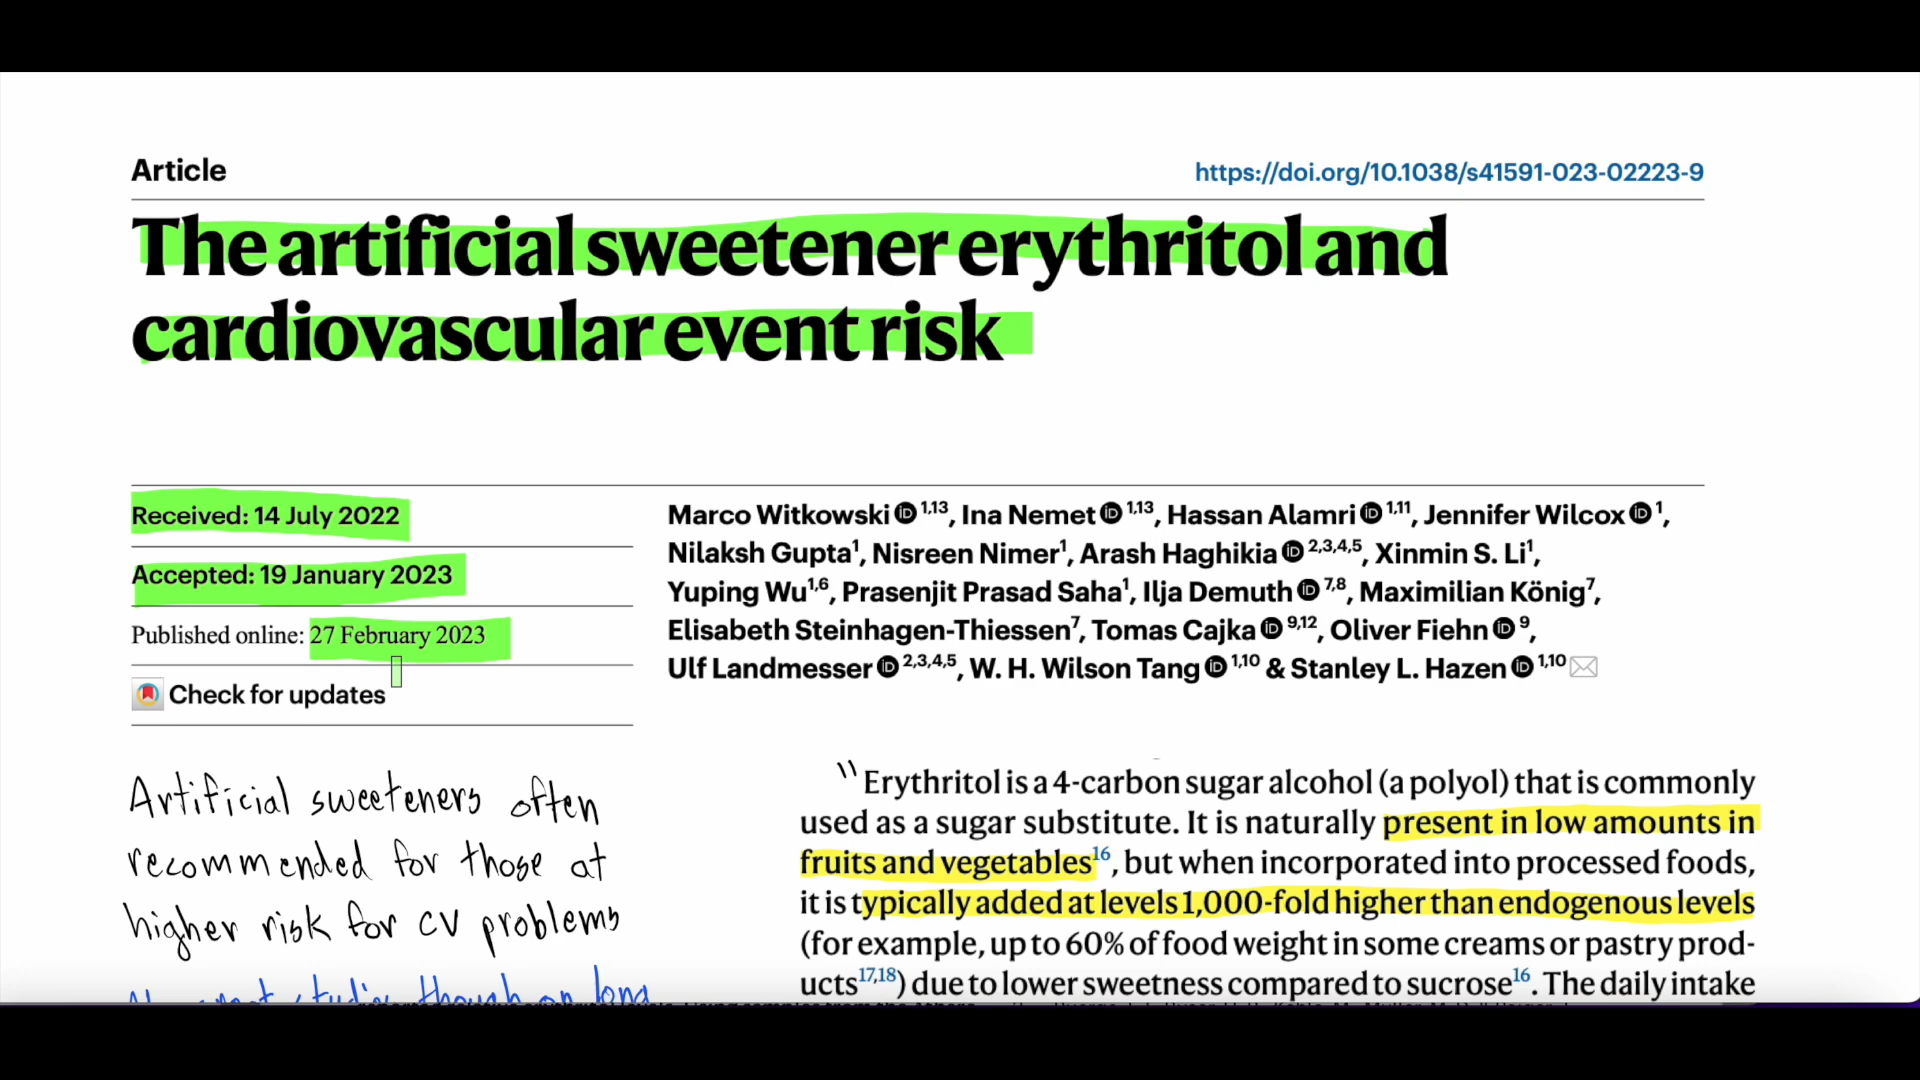 Article
https://doi.org/10.1038/s41591-023-02223-9
The artificial sweetener erythritol and
cardiovascular event risk
Received: 14 July 2022
Accepted: 19 January 2023
Published online: 27 February 2023
Check for updates
Marco Witkowski 1,13, Ina Nemet 1,13, Hassan Alamri 1,11, Jennifer Wilcox 1,
Nilaksh Gupta1, Nisreen Nimer1, Arash Haghikia 2,3,4,5, Xinmin S. Li1,
Yuping Wu1,6, Prasenjit Prasad Saha1, Ilja Demuth 7,8, Maximilian König7,
Elisabeth Steinhagen-Thiessen7, Tomas Cajka 9,12, Oliver Fiehn 9,
Ulf Landmesser 2,3,4,5, W. H. Wilson Tang 1,10 & Stanley L. Hazen 1,10
Artificial sweeteners often
recommended for those at
higher risk for CV problems
though on long
"Erythritol is a 4-carbon sugar alcohol (a polyol) that is commonly
used as a sugar substitute. It is naturally present in low amounts in
fruits and vegetables16, but when incorporated into processed foods,
it is typically added at levels 1,000-fold higher than endogenous levels
(for example, up to 60% of food weight in some creams or pastry prod-
ucts17,18) due to lower sweetness compared to sucrose16. The daily intake